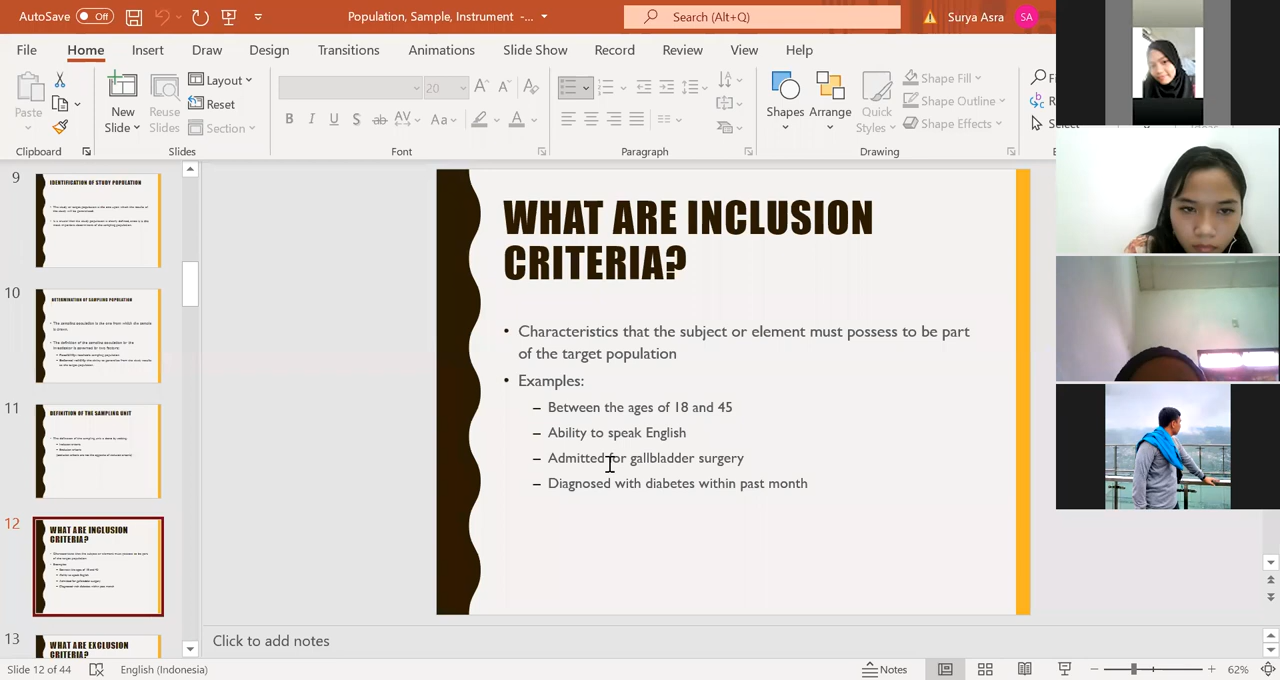 AutoSave Off
Population, Sample, Instrument -...
Search (Alt+Q)
Surya Asra SA
File Home Insert Draw Design Transitions Animations Slide Show Record Review View Help
Paste
Clipboard
New Slide
Reuse Slides
Layout
Reset
Section
Slides
20
Font
Paragraph
Shapes
Arrange
Quick Styles
Shape Fill
Shape Outline
Shape Effects
Drawing
Select
9
IDENTIFICATION OF STUDY POPULATION
10
DETERMINATION OF SAMPLING POPULATION
11
DEFINITION OF THE SAMPLING UNIT
12
WHAT ARE INCLUSION
CRITERIA?
13
WHAT ARE EXCLUSION
CRITERIA?
WHAT ARE INCLUSION
CRITERIA?
• Characteristics that the subject or element must possess to be part
of the target population
• Examples:
– Between the ages of 18 and 45
– Ability to speak English
– Admitted for gallbladder surgery
– Diagnosed with diabetes within past month
Click to add notes
Slide 12 of 44
English (Indonesia)
Notes
62%